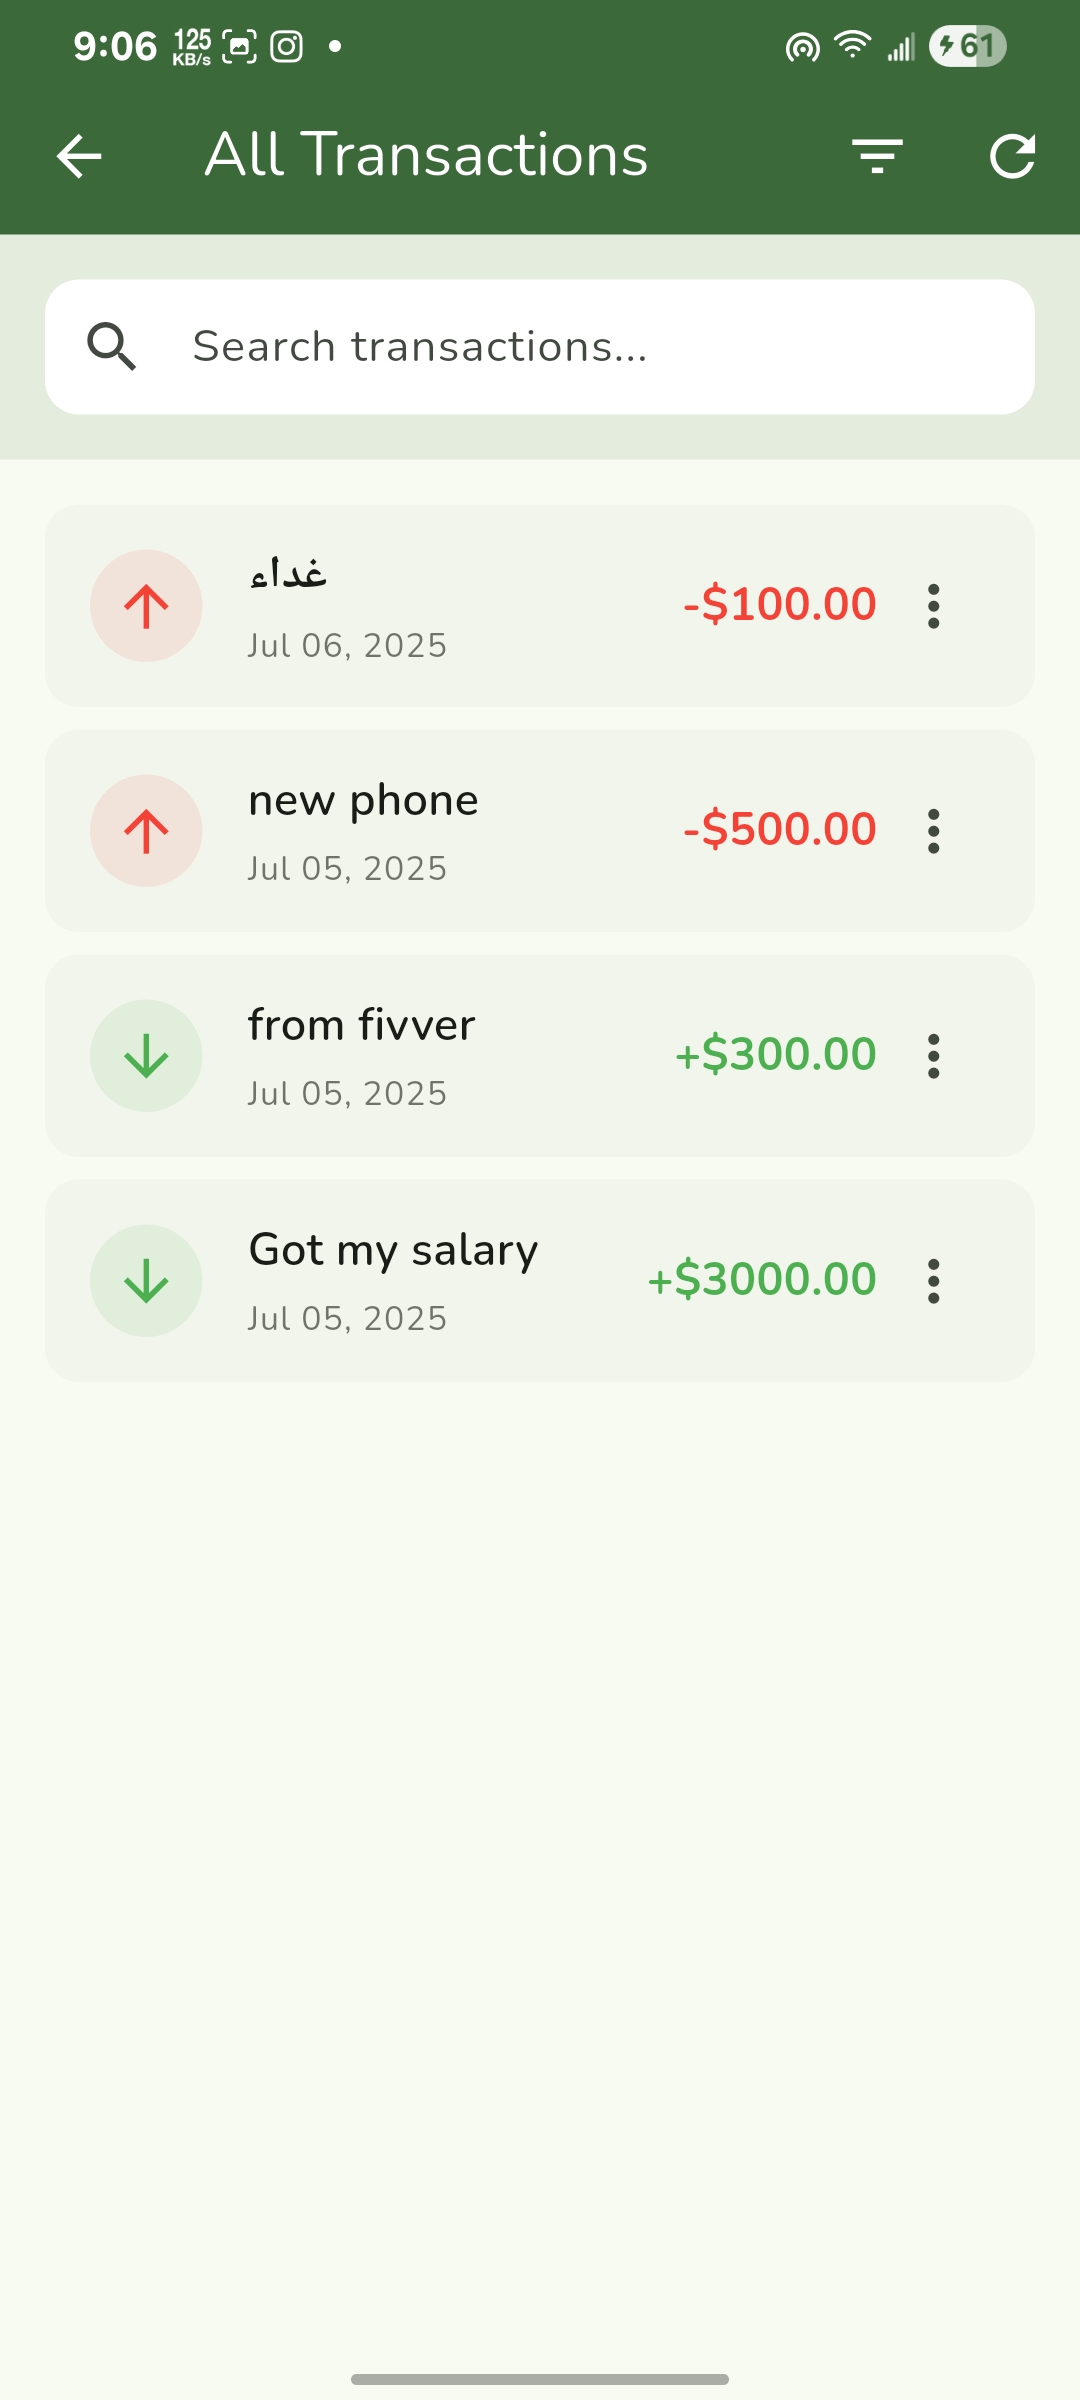 9:06 125 KB/s 61
All Transactions
Search transactions...
غداء
-$100.00
Jul 06, 2025
new phone
-$500.00
Jul 05, 2025
from fivver
+$300.00
Jul 05, 2025
Got my salary
+$3000.00
Jul 05, 2025